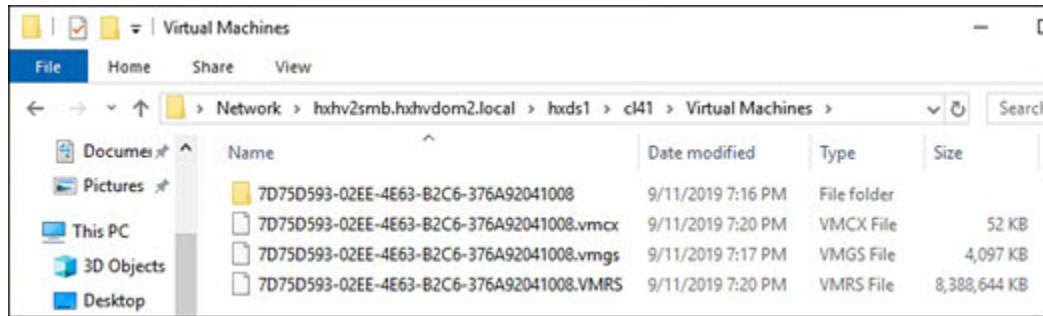 Virtual Machines
File Home Share View
Network > hxhv2smb.hxhvdom2.local > hxds1 > cl41 > Virtual Machines >
Name Date modified Type Size
Pictures
This PC
3D Objects
Desktop
7D75D593-02EE-4E63-B2C6-376A92041008 9/11/2019 7:16 PM File folder
7D75D593-02EE-4E63-B2C6-376A92041008.vmcx 9/11/2019 7:20 PM VMCX File 52 KB
7D75D593-02EE-4E63-B2C6-376A92041008.vmgs 9/11/2019 7:17 PM VMGS File 4,097 KB
7D75D593-02EE-4E63-B2C6-376A92041008.VMRS 9/11/2019 7:20 PM VMRS File 8,388,644 KB